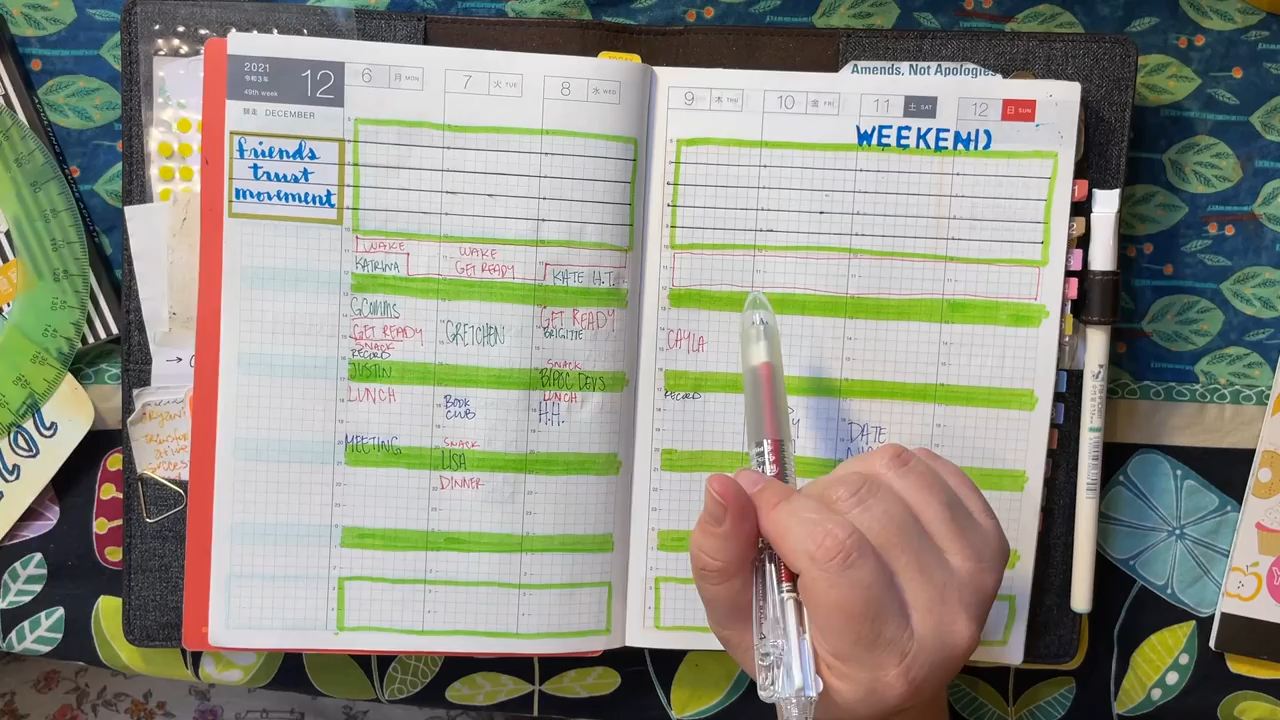 2021
令和3年
49th week
12
師走 DECEMBER
6 月 MON
7 火 TUE
8 水 WED
TODAY
Amends, Not Apologies
9 木 THU
10 金 FRI
11 土 SAT
12 日 SUN
WEEKEND
friends
trust
movement
WAKE
KATRINA
WAKE
GET READY
KATE H.T.
GComms
GET READY
SNACK
RECORD
JUSTIN
LUNCH
MEETING
GRETCHEN
BOOK
CLUB
SNACK
LISA
DINNER
GET READY
BRIGITTE
SNACK
BIPOC DEVS
LUNCH
H.H.
CAYLA
RECORD
DATE